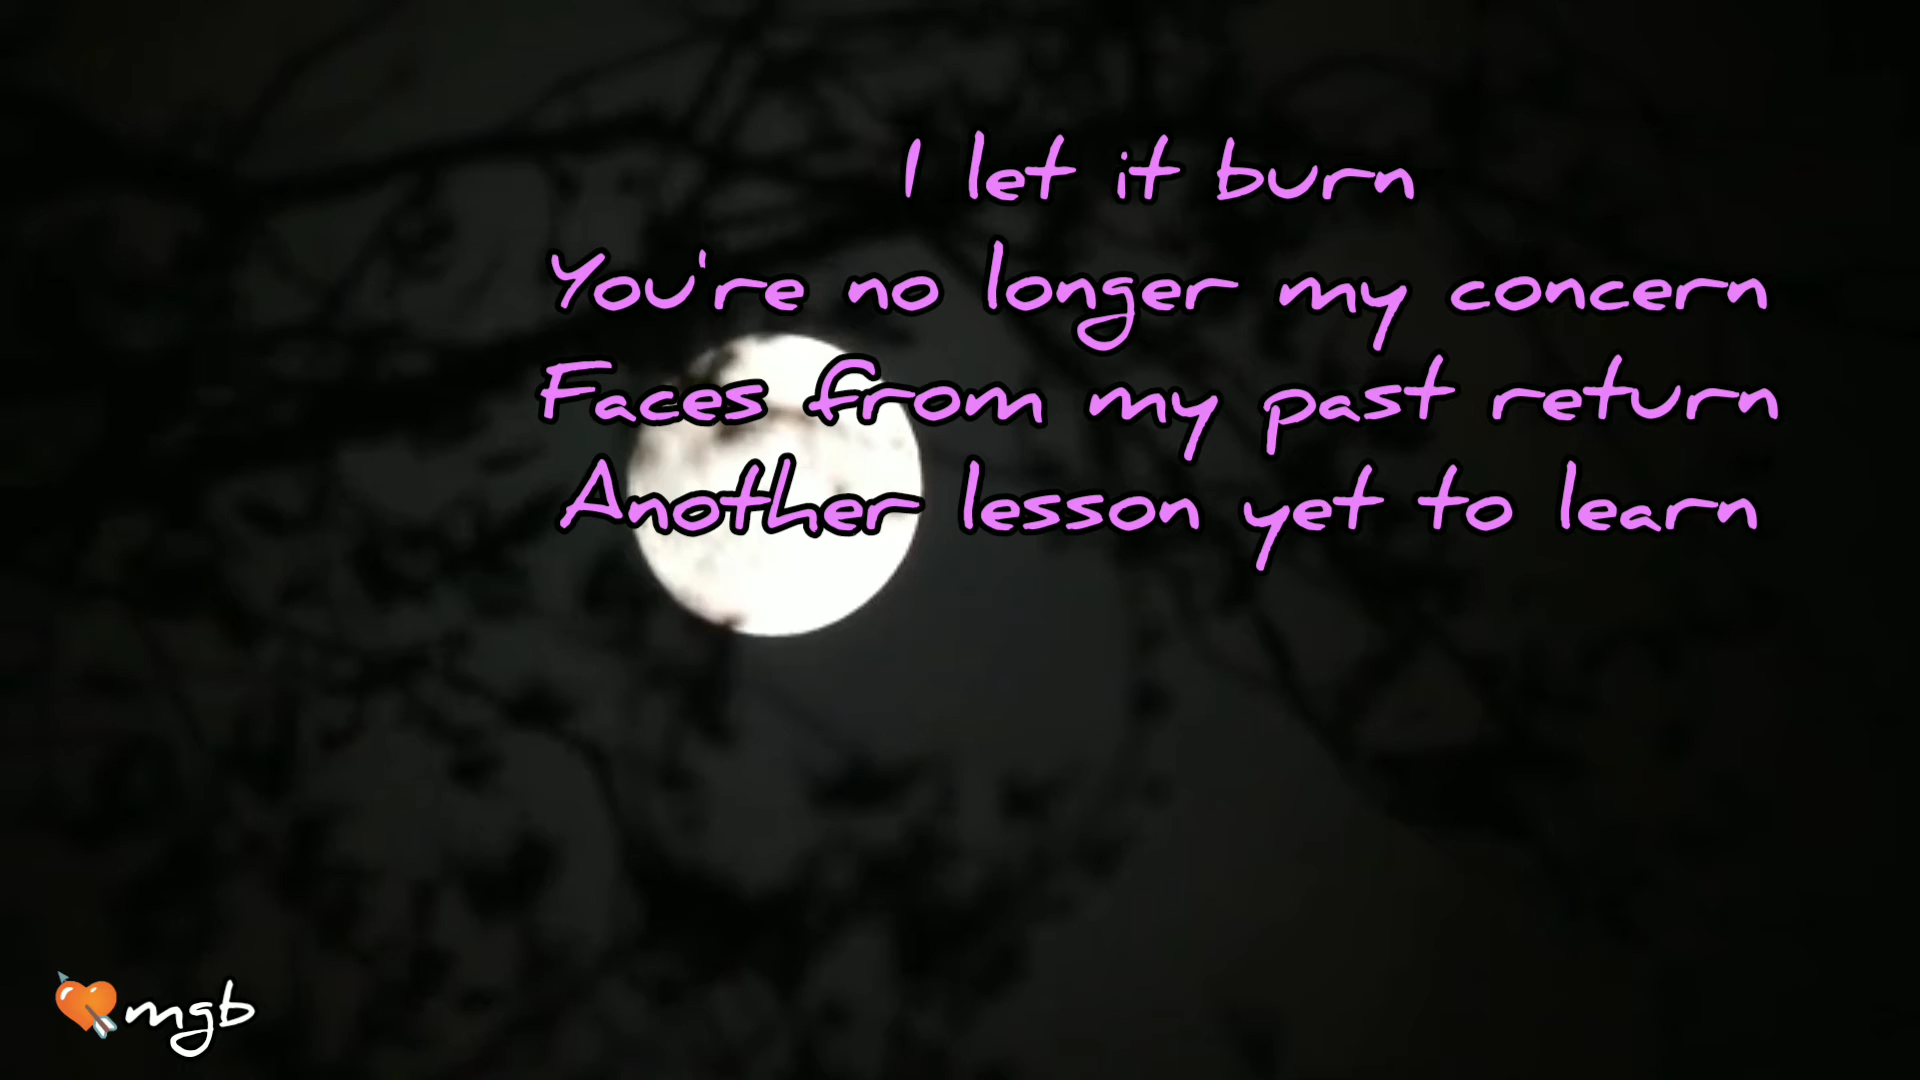 I let it burn
You're no longer my concern
Faces from my past return
Another lesson yet to learn
mgb